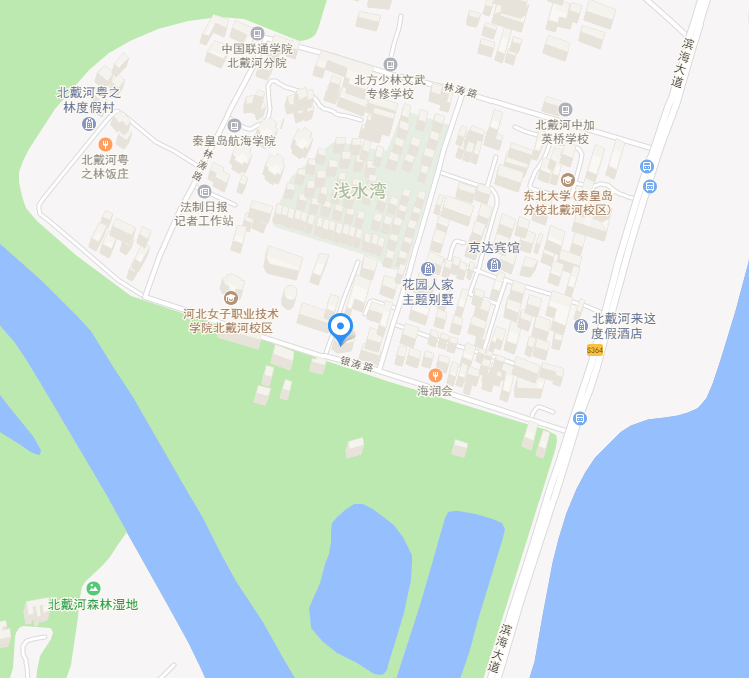 中国联通学院
北戴河分院
滨海大道
北方少林文武
专修学校
林涛路
北戴河粤之
林度假村
北戴河中加
英桥学校
秦皇岛航海学院
北戴河粤
之林饭庄
林涛路
浅水湾
东北大学(秦皇岛
分校北戴河校区)
法制日报
记者工作站
京达宾馆
花园人家
主题别墅
河北女子职业技术
学院北戴河校区
北戴河来这
度假酒店
S364
银涛路
海润会
北戴河森林湿地
滨海大道